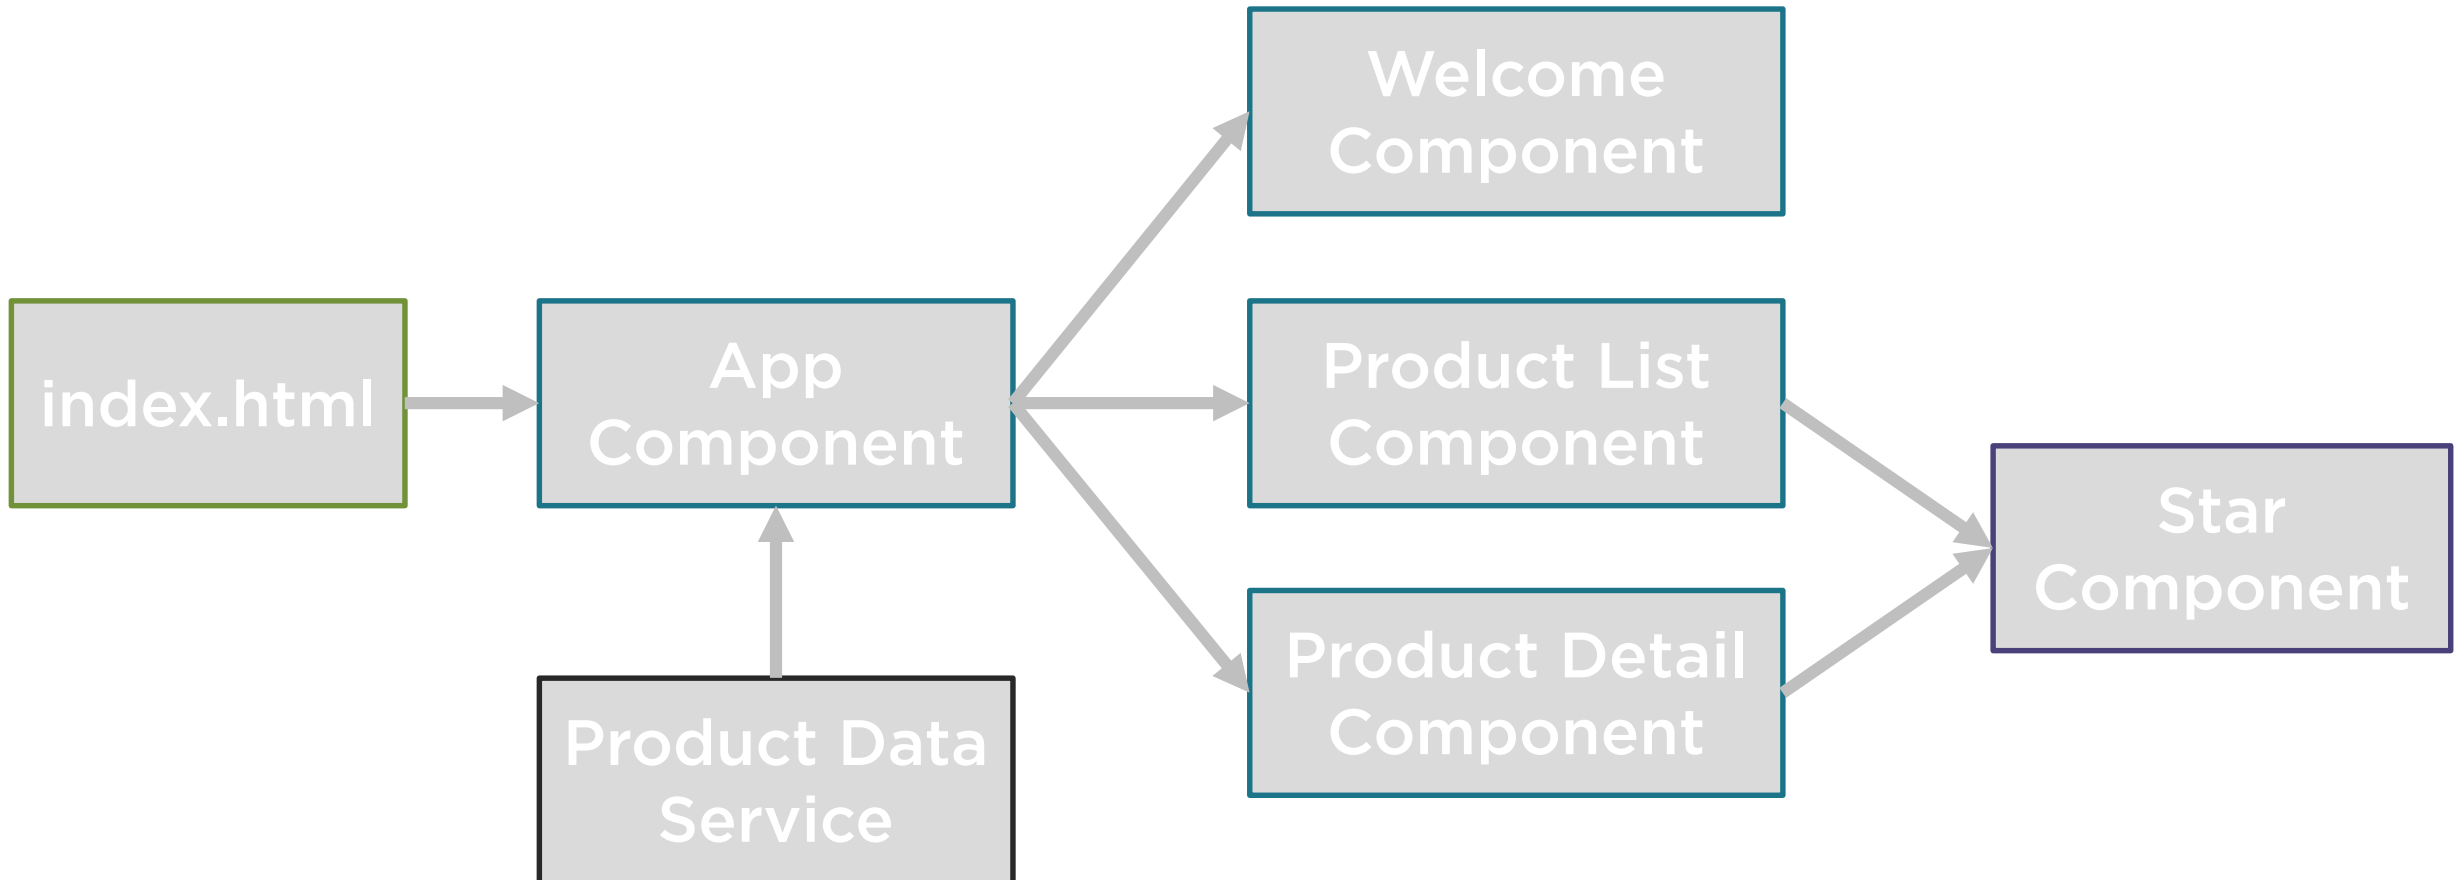 Welcome
Component
index.html
App
Component
Product List
Component
Star
Component
Product Detail
Component
Product Data
Service